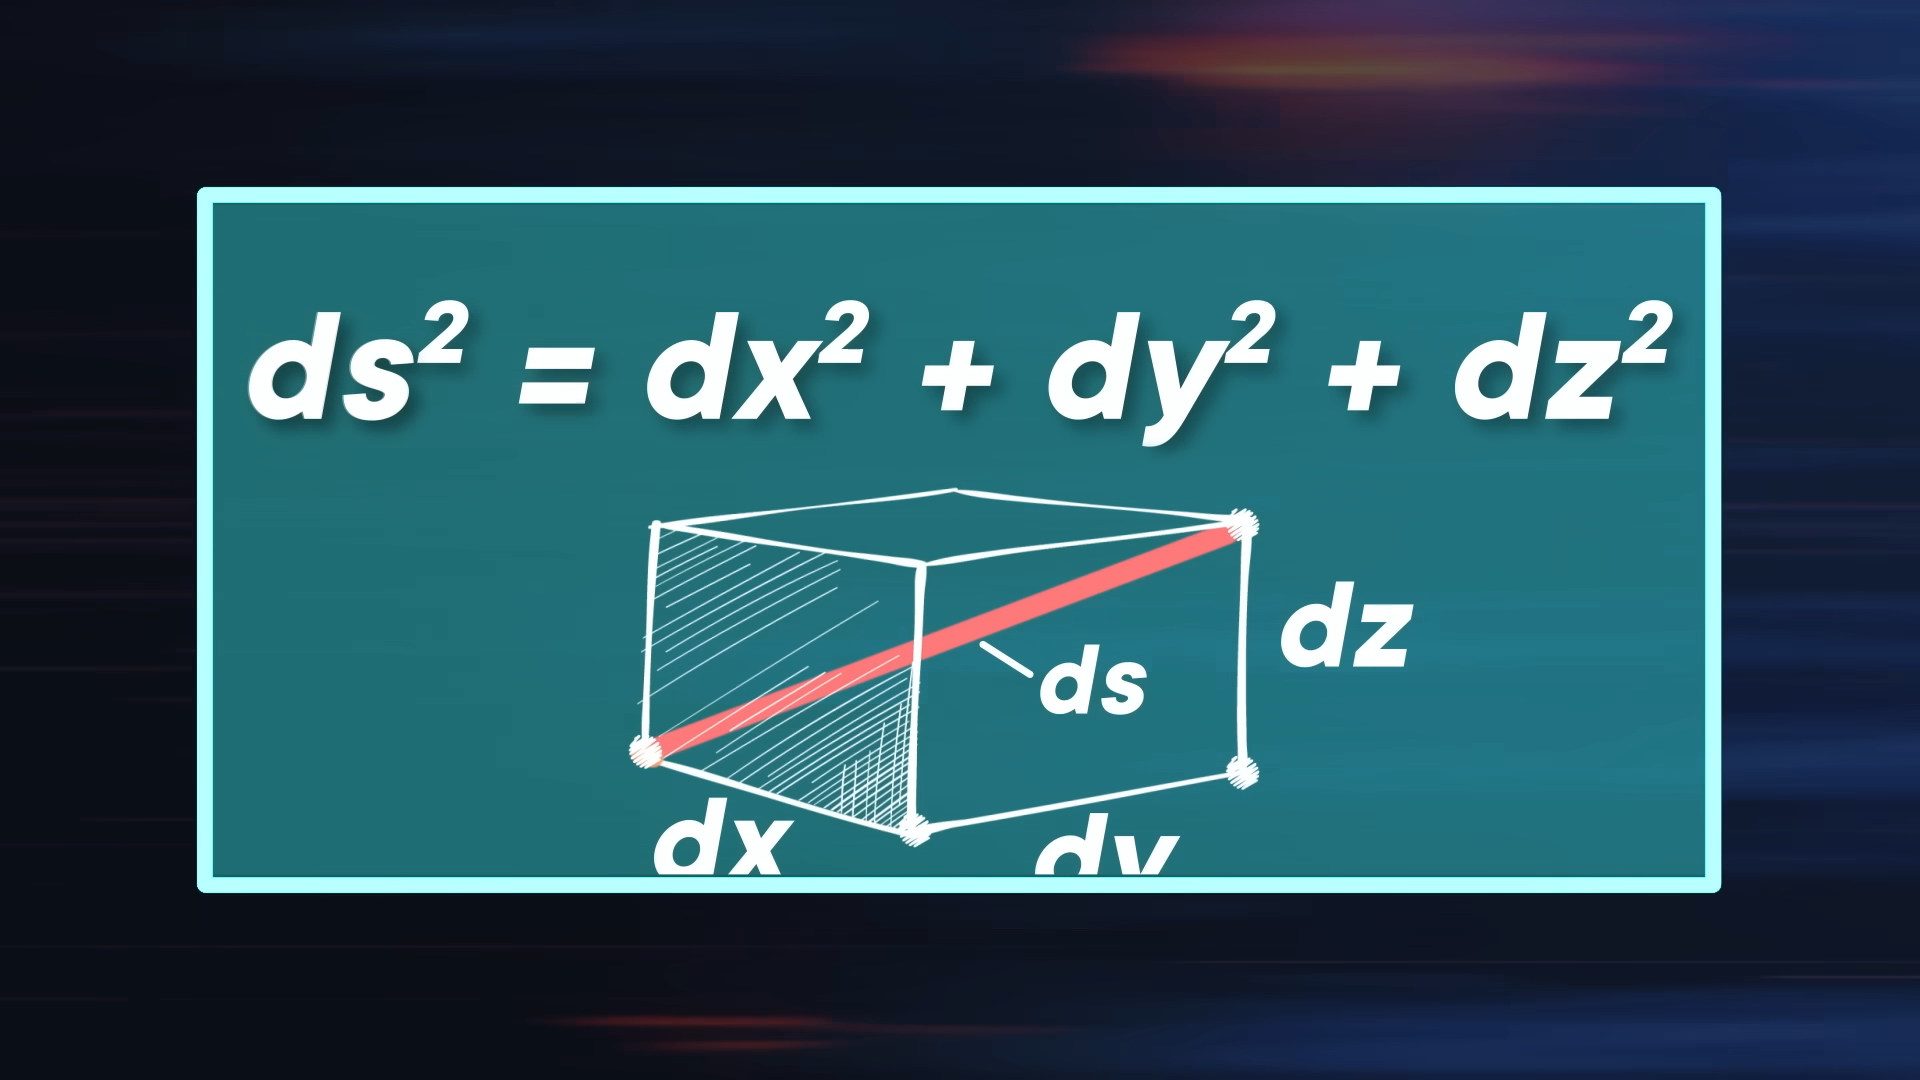 ds² = dx² + dy² + dz²
dz
ds
dx
dy